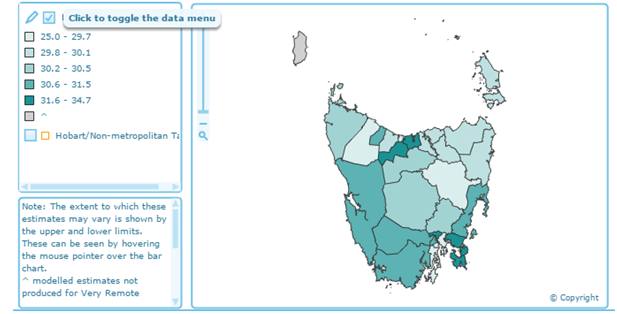 Click to toggle the data menu
25.0 - 29.7
29.8 - 30.1
30.2 - 30.5
30.6 - 31.5
31.6 - 34.7
^
Hobart/Non-metropolitan Ta
Note: The extent to which these
estimates may vary is shown by
the upper and lower limits.
These can be seen by hovering
the mouse pointer over the bar
chart.
^ modelled estimates not
produced for Very Remote
© Copyright